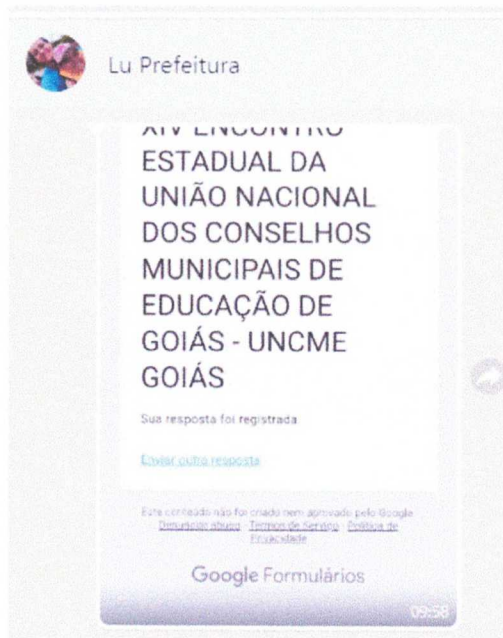 Lu Prefeitura
XIV ENCONTRO
ESTADUAL DA
UNIÃO NACIONAL
DOS CONSELHOS
MUNICIPAIS DE
EDUCAÇÃO DE
GOIÁS - UNCME
GOIÁS
Sua resposta foi registrada
Enviar outra resposta
Este conteúdo não foi criado nem aprovado pelo Google
Denunciar abuso - Termos de Serviço - Política de
Privacidade
Google Formulários
09:58